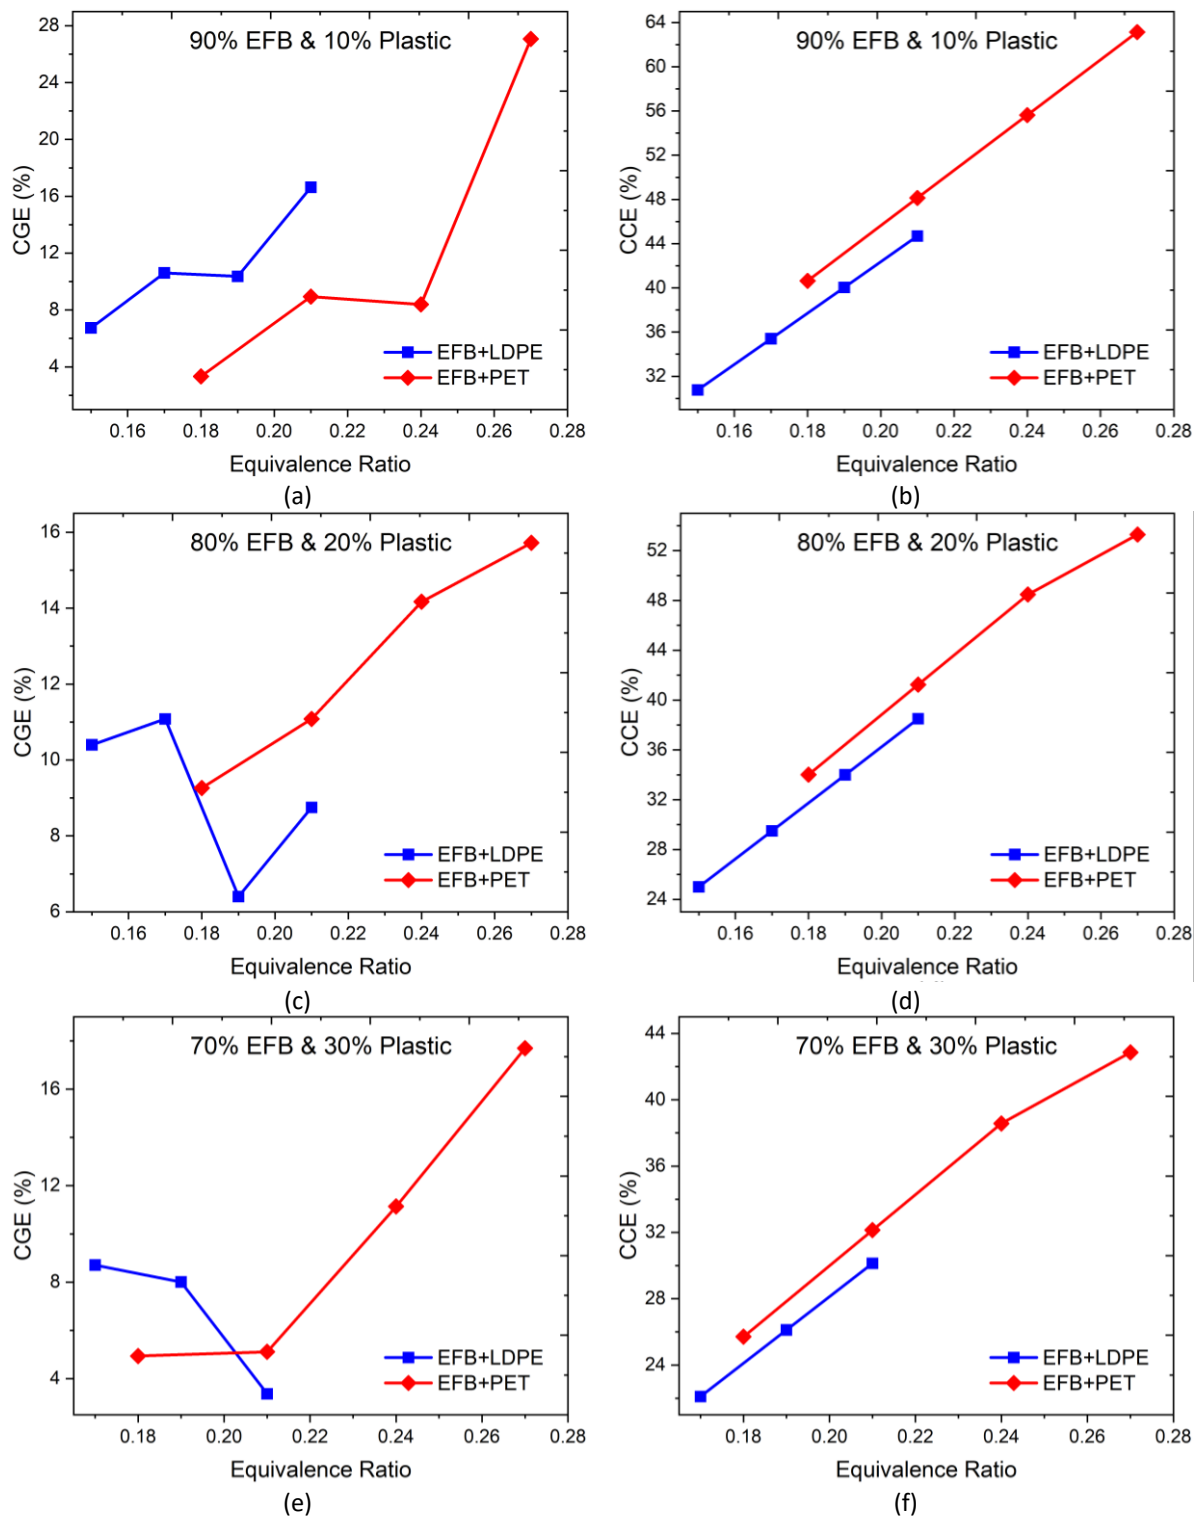 90% EFB & 10% Plastic
CGE (%)
28
24
20
16
12
8
4
EFB+LDPE
EFB+PET
0.16 0.18 0.20 0.22 0.24 0.26 0.28
Equivalence Ratio
(a)
90% EFB & 10% Plastic
CCE (%)
64
60
56
52
48
44
40
36
32
EFB+LDPE
EFB+PET
0.16 0.18 0.20 0.22 0.24 0.26 0.28
Equivalence Ratio
(b)
80% EFB & 20% Plastic
CGE (%)
16
14
12
10
8
6
EFB+LDPE
EFB+PET
0.16 0.18 0.20 0.22 0.24 0.26 0.28
Equivalence Ratio
(c)
80% EFB & 20% Plastic
CCE (%)
52
48
44
40
36
32
28
24
EFB+LDPE
EFB+PET
0.16 0.18 0.20 0.22 0.24 0.26 0.28
Equivalence Ratio
(d)
70% EFB & 30% Plastic
CGE (%)
16
12
8
4
EFB+LDPE
EFB+PET
0.18 0.20 0.22 0.24 0.26 0.28
Equivalence Ratio
(e)
70% EFB & 30% Plastic
CCE (%)
44
40
36
32
28
24
EFB+LDPE
EFB+PET
0.18 0.20 0.22 0.24 0.26 0.28
Equivalence Ratio
(f)